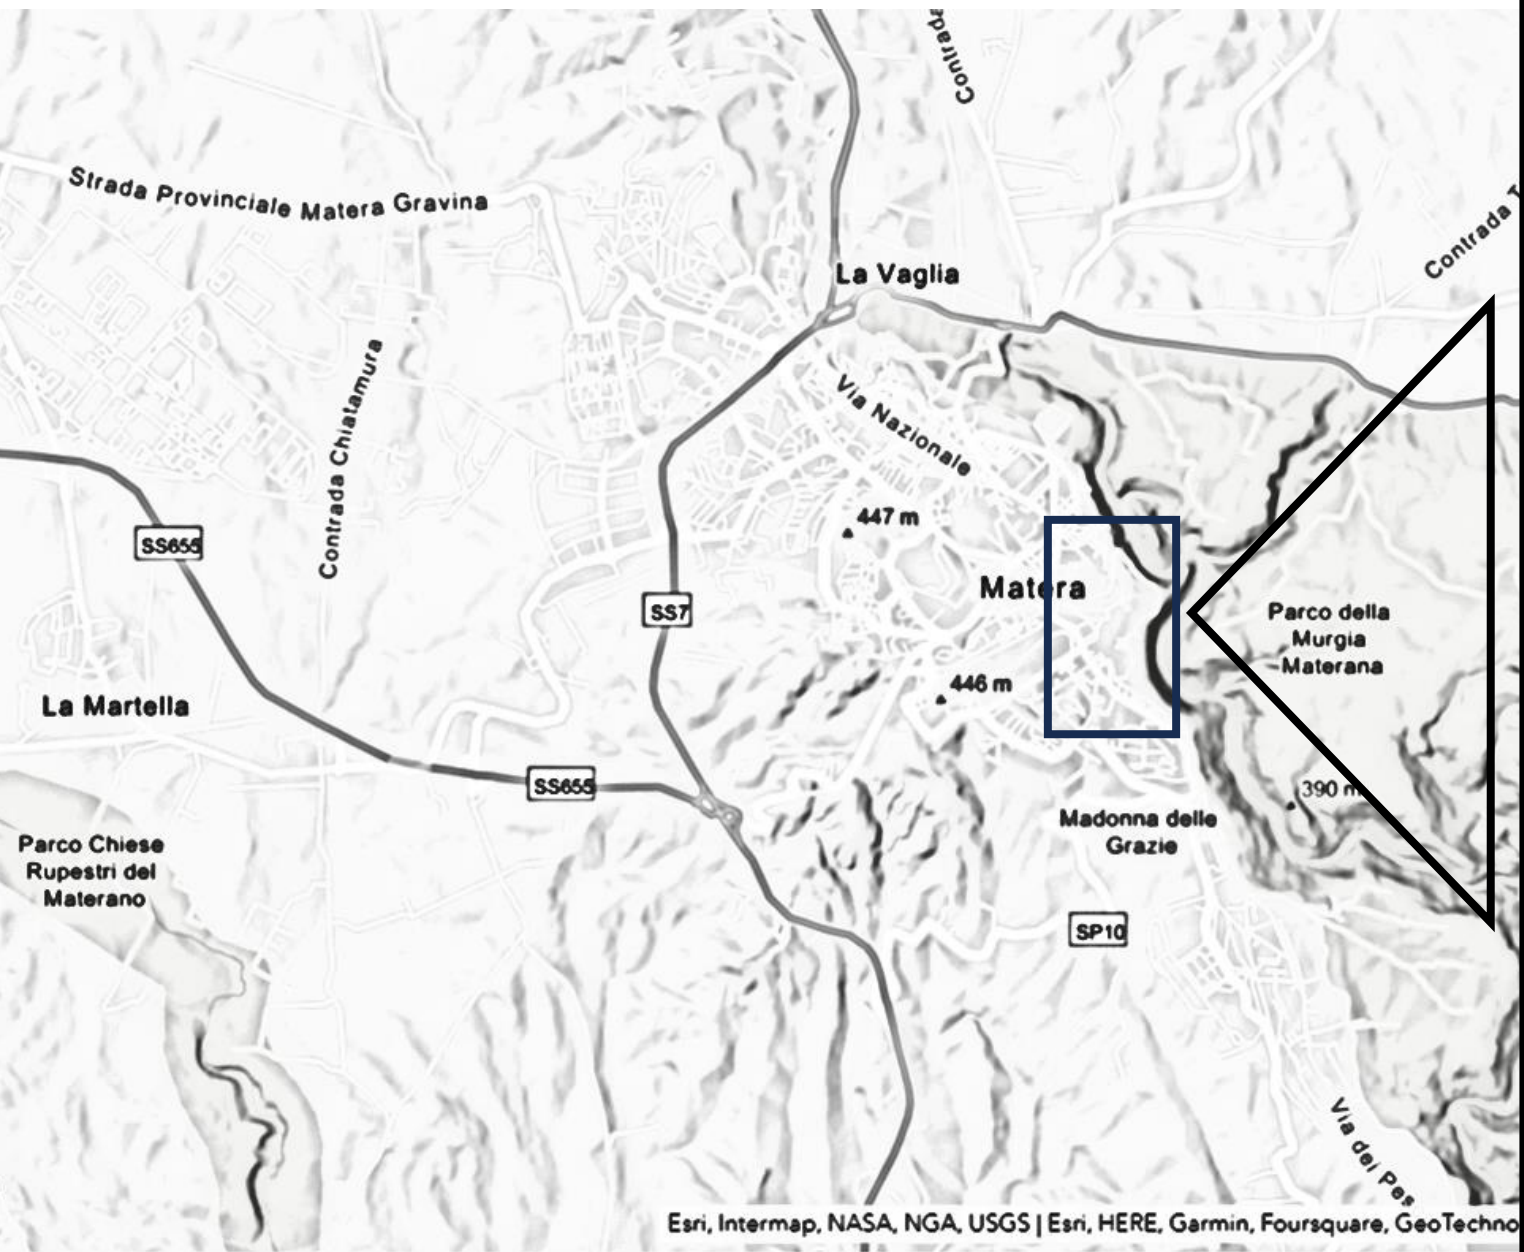 Contrada
Strada Provinciale Matera Gravina
Contrada T
La Vaglia
Contrada Chiatamura
Via Nazionale
447 m
SS655
Matera
SS7
Parco della
Murgia
Materana
446 m
La Martella
SS655
390 m
Madonna delle
Grazie
Parco Chiese
Rupestri del
Materano
SP10
Via dei Pes
Esri, Intermap, NASA, NGA, USGS | Esri, HERE, Garmin, Foursquare, GeoTechno